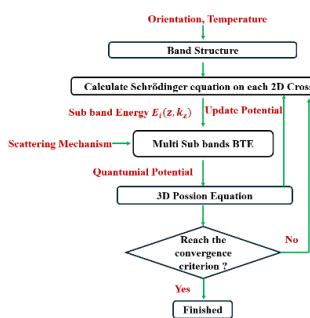 Orientation, Temperature
Band Structure
Calculate Schrödinger equation on each 2D Cross
Sub band Energy E_i(z, k_z)
Update Potential
Scattering Mechanism
Multi Sub bands BTE
Quantumial Potential
3D Possion Equation
Reach the
convergence
criterion ?
No
Yes
Finished